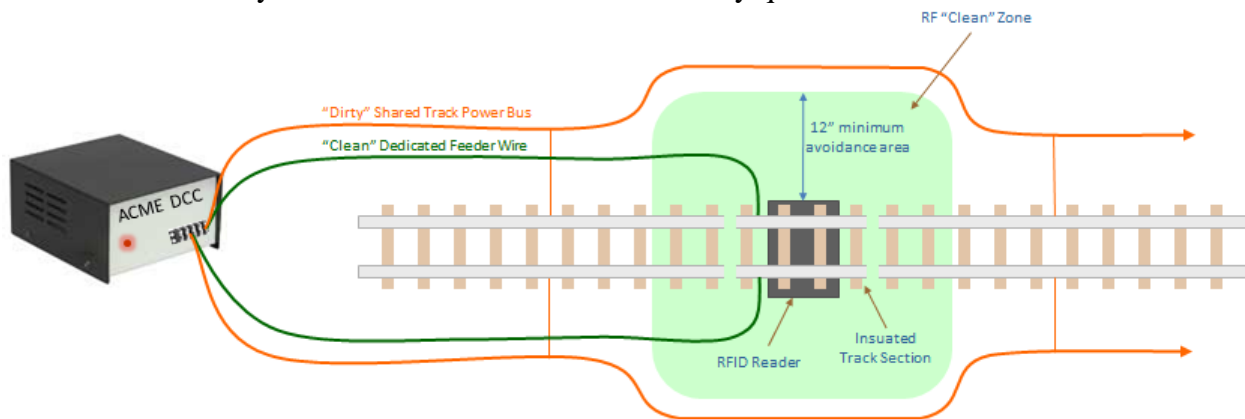 RF "Clean" Zone
"Dirty" Shared Track Power Bus
"Clean" Dedicated Feeder Wire
12" minimum
avoidance area
ACME DCC
RFID Reader
Insuated
Track Section